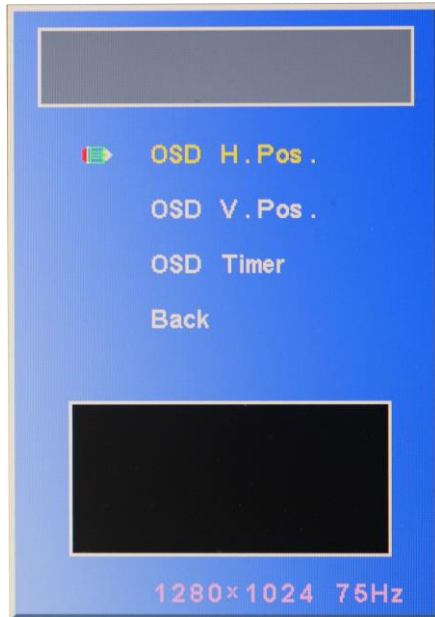 OSD H.Pos.
OSD V.Pos.
OSD Timer
Back
1280×1024 75Hz